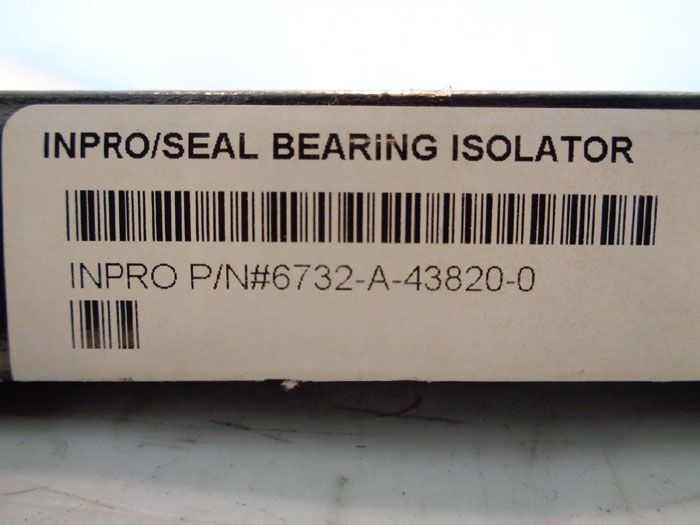 INPRO/SEAL BEARING ISOLATOR
INPRO P/N#6732-A-43820-0